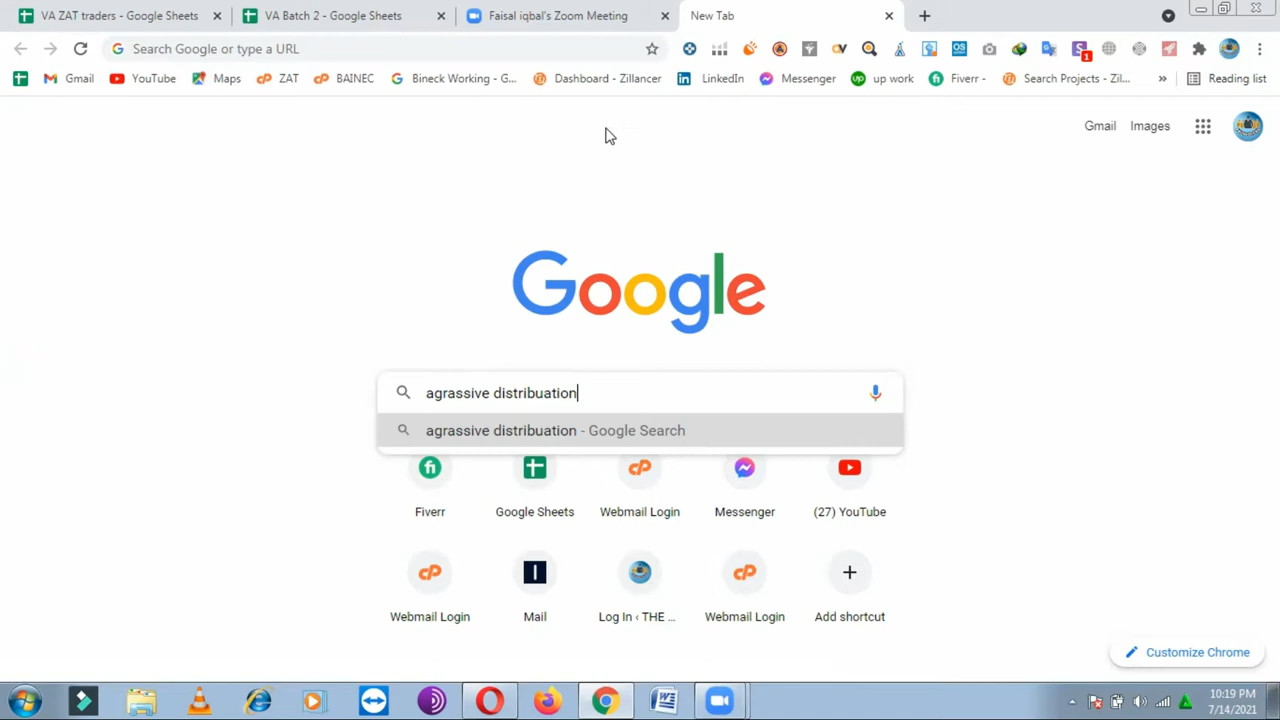 VA ZAT traders - Google Sheets
VA Batch 2 - Google Sheets
Faisal iqbal's Zoom Meeting
New Tab
Search Google or type a URL
OS
S
1
Gmail
YouTube
Maps
ZAT
BAINEC
Bineck Working - G...
Dashboard - Zillancer
LinkedIn
Messenger
up work
Fiverr -
Search Projects - Zil...
»
Reading list
Gmail
Images
Google
agrassive distribuation
agrassive distribuation - Google Search
Fiverr
Google Sheets
Webmail Login
Messenger
(27) YouTube
Webmail Login
Mail
Log In ‹ THE ...
Webmail Login
Add shortcut
Customize Chrome
10:19 PM
7/14/2021